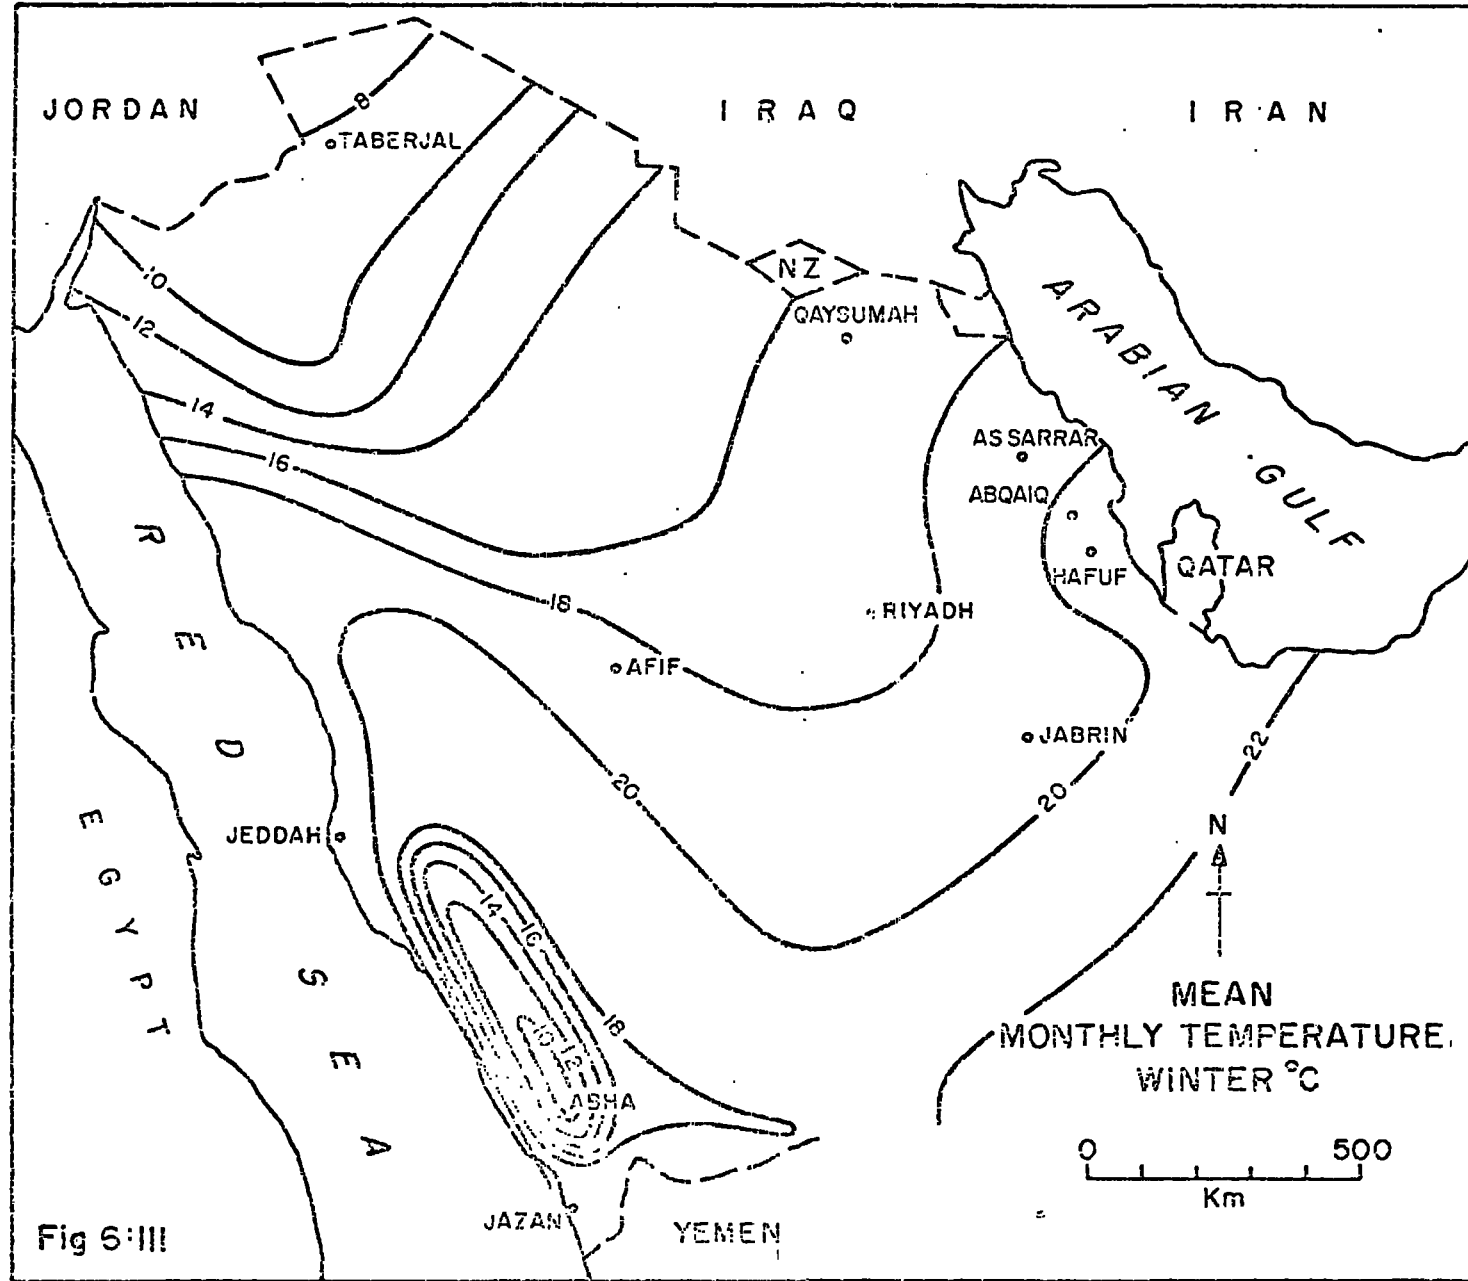 JORDAN
IRAQ
IRAN
8
TABERJAL
10
12
NZ
QAYSUMAH
ARABIAN GULF
14
16
AS SARRAR
ABQAIQ
HAFUF
QATAR
RED SEA
18
RIYADH
AFIF
JABRIN
22
20
20
N
JEDDAH
EGYPT
14
16
18
10
12
ABHA
MEAN
MONTHLY TEMPERATURE
WINTER °C
0 500
Km
JAZAN
YEMEN
Fig 6:III